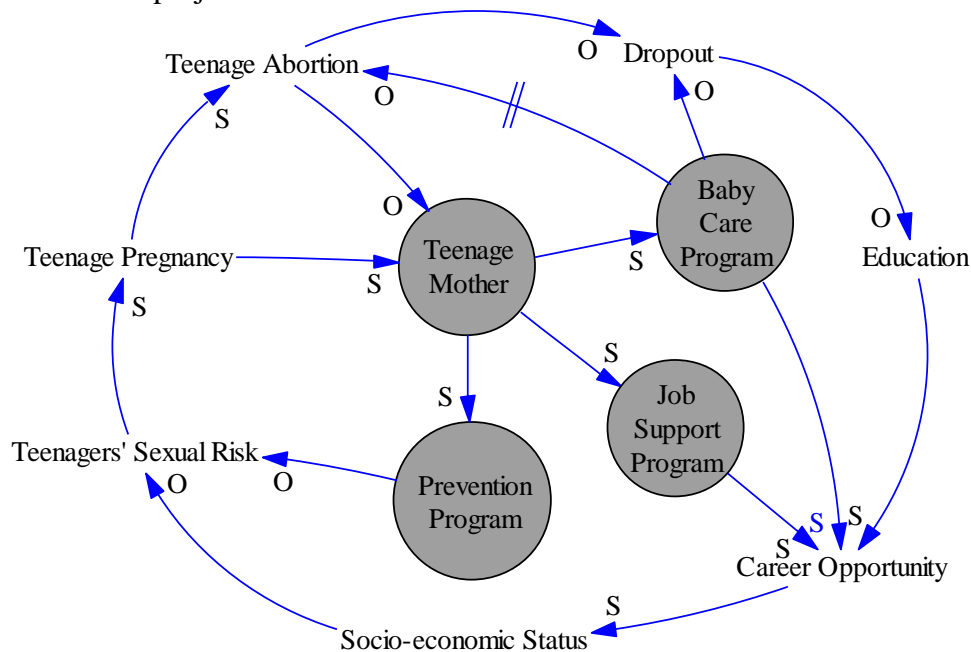 Teenage Abortion
O
Dropout
O
O
S
Baby
Care
Program
O
O
Teenage Pregnancy
S
Teenage
Mother
S
Education
S
S
S
Job
Support
Program
Teenagers' Sexual Risk
O
O
Prevention
Program
S
S
S
Career Opportunity
S
Socio-economic Status